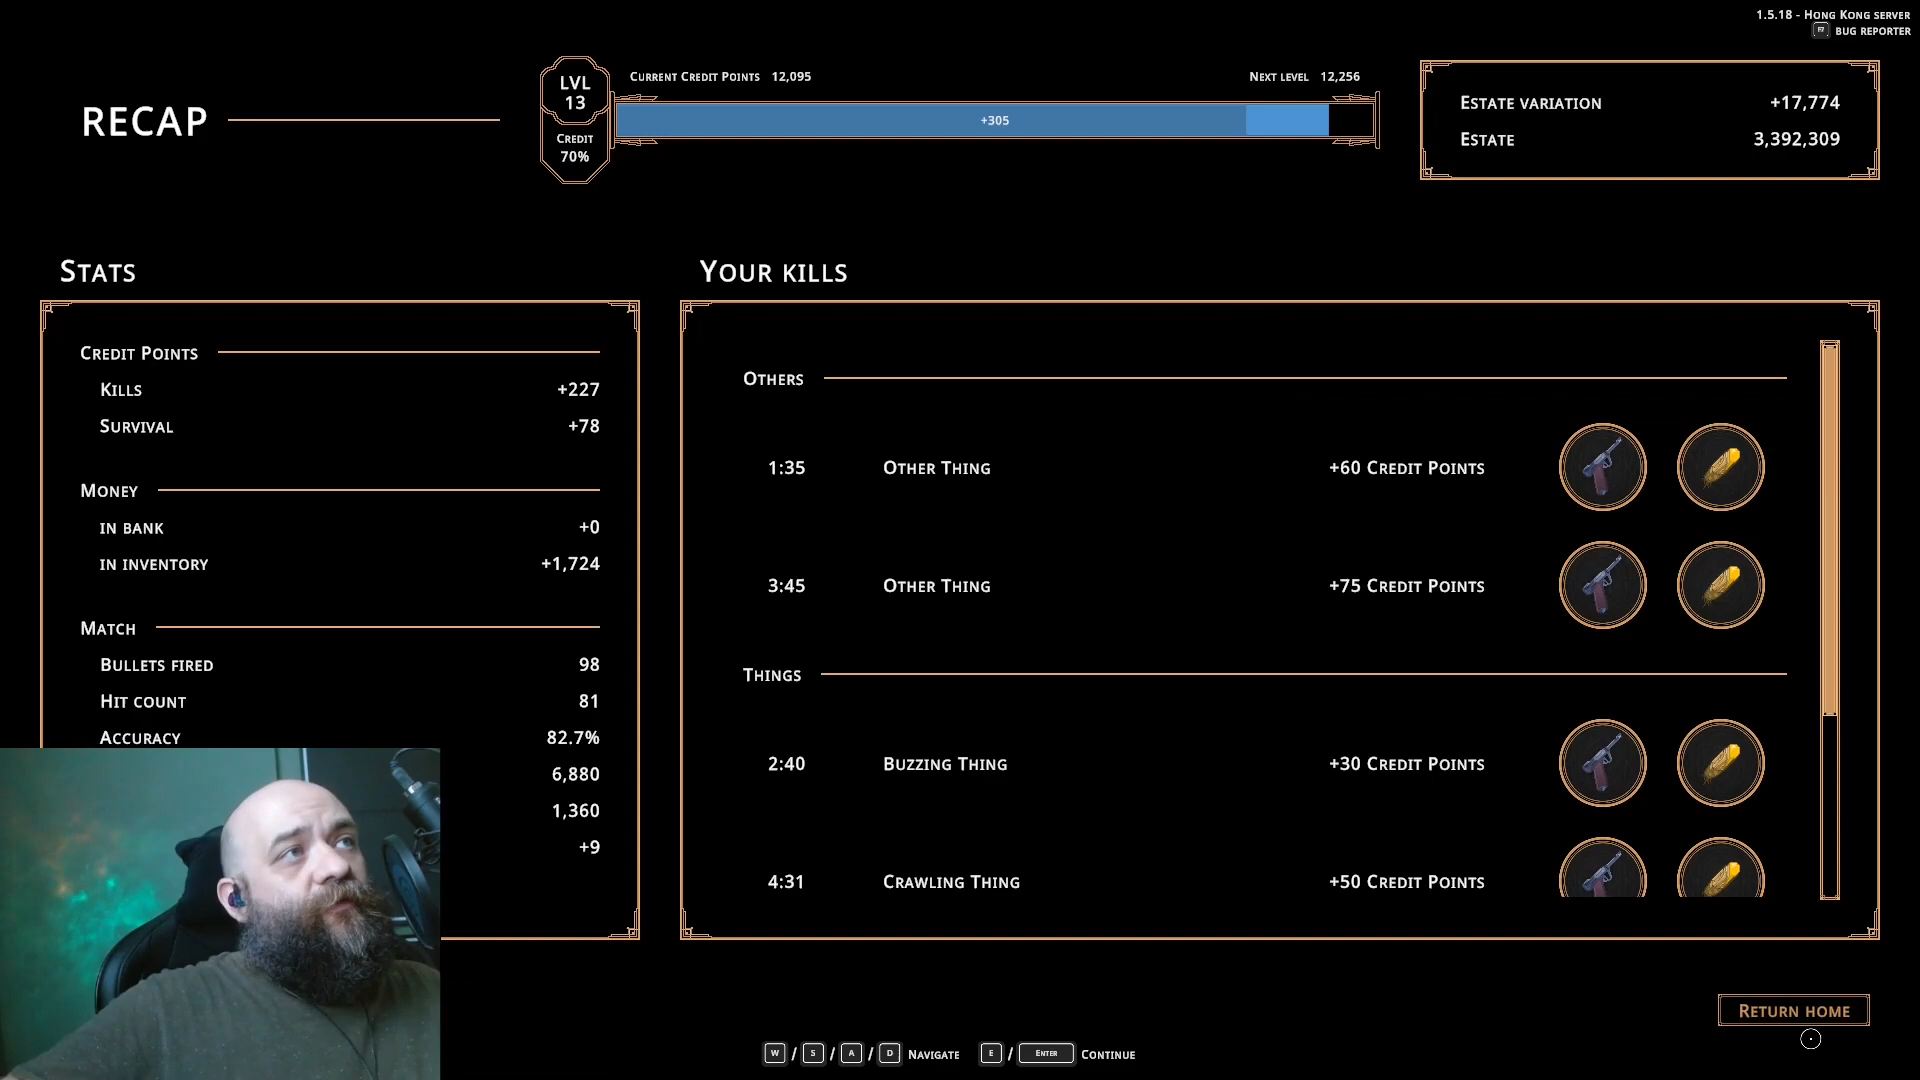 1.5.18 - Hong Kong server
F7 Bug reporter
RECAP
LVL
13
Credit
70%
Current Credit Points 12,095
Next level 12,256
+305
Estate variation +17,774
Estate 3,392,309
Stats
Credit Points
Kills +227
Survival +78
Money
in bank +0
in inventory +1,724
Match
Bullets fired 98
Hit count 81
Accuracy 82.7%
6,880
1,360
+9
Your kills
Others
1:35 Other Thing +60 Credit Points
3:45 Other Thing +75 Credit Points
Things
2:40 Buzzing Thing +30 Credit Points
4:31 Crawling Thing +50 Credit Points
Return home
W / S / A / D Navigate E / Enter Continue